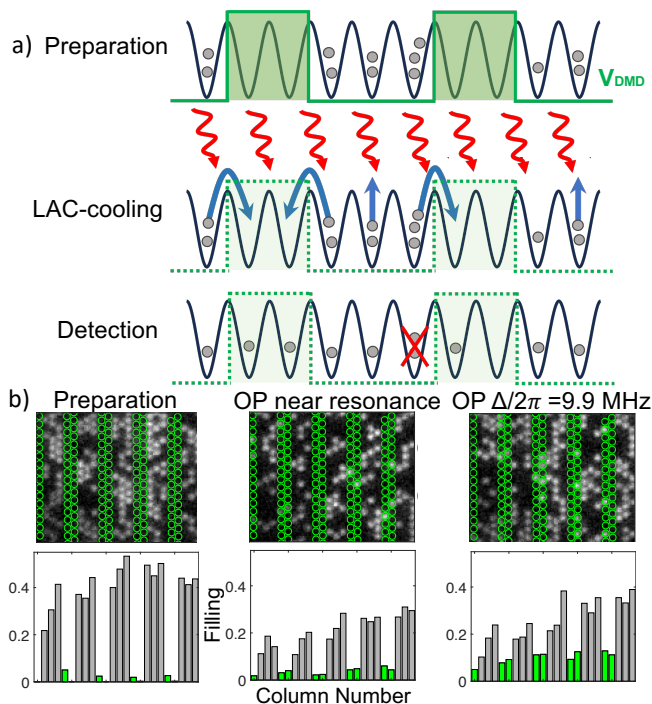 a) Preparation
V_DMD
LAC-cooling
Detection
b) Preparation
OP near resonance
OP Δ/2π =9.9 MHz
0.4
0.2
0
Filling
0.4
0.2
0
0.4
0.2
0
Column Number